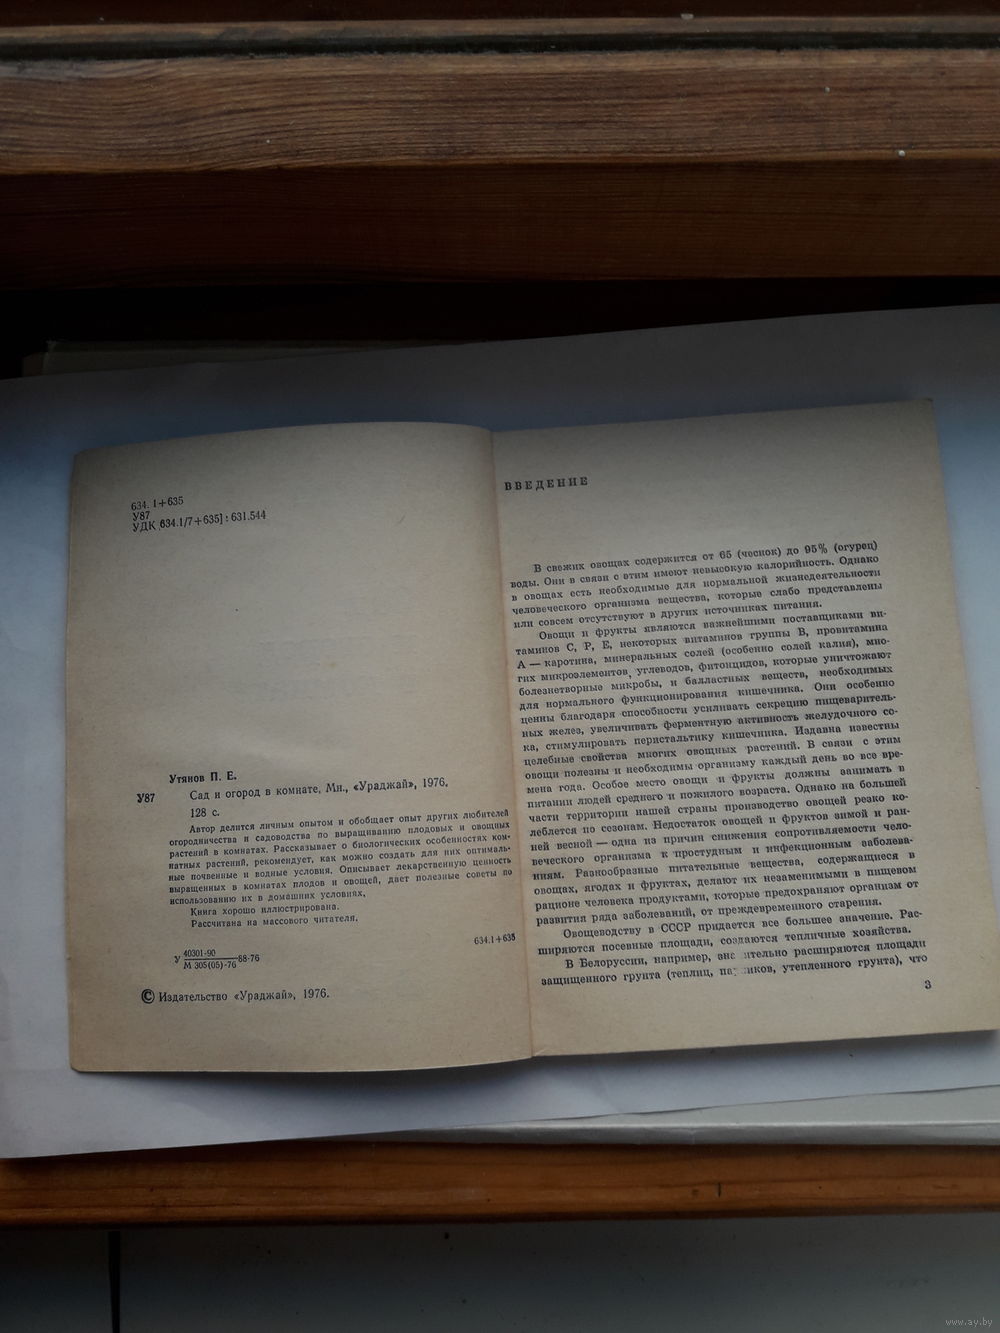 634.1+635
У87
УДК 634.1/7+635] : 631.544
Утянов П. Е.
У87
Сад и огород в комнате. Мн., «Ураджай», 1976.
128 с.
Автор делится личным опытом и обобщает опыт других любителей
огородничества и садоводства по выращиванию плодовых и овощных
растений в комнатах. Рассказывает о биологических особенностях ком-
натных растений, рекомендует, как можно создать для них оптималь-
ные почвенные и водные условия. Описывает лекарственную ценность
выращенных в комнатах плодов и овощей, дает полезные советы по
использованию их в домашних условиях.
Книга хорошо иллюстрирована.
Рассчитана на массового читателя.
634.1+635
У 40301-90
М 305(05)-76 88-76
© Издательство «Ураджай», 1976.
ВВЕДЕНИЕ
В свежих овощах содержится от 65 (чеснок) до 95% (огурец)
воды. Они в связи с этим имеют невысокую калорийность. Однако
в овощах есть необходимые для нормальной жизнедеятельности
человеческого организма вещества, которые слабо представлены
или совсем отсутствуют в других источниках питания.
Овощи и фрукты являются важнейшими поставщиками ви-
таминов С, Р, Е, некоторых витаминов группы В, провитамина
А — каротина, минеральных солей (особенно солей калия), мно-
гих микроэлементов, углеводов, фитонцидов, которые уничтожают
болезнетворные микробы, и балластных веществ, необходимых
для нормального функционирования кишечника. Они особенно
ценны благодаря способности усиливать секрецию пищеваритель-
ных желез, увеличивать ферментную активность желудочного со-
ка, стимулировать перистальтику кишечника. Издавна известны
целебные свойства многих овощных растений. В связи с этим
овощи полезны и необходимы организму каждый день во все вре-
мена года. Особое место овощи и фрукты должны занимать в
питании людей среднего и пожилого возраста. Однако на большей
части территории нашей страны производство овощей резко ко-
леблется по сезонам. Недостаток овощей и фруктов зимой и ран-
ней весной — одна из причин снижения сопротивляемости чело-
веческого организма к простудным и инфекционным заболева-
ниям. Разнообразные питательные вещества, содержащиеся в
овощах, ягодах и фруктах, делают их незаменимыми в пищевом
рационе человека продуктами, которые предохраняют организм от
развития ряда заболеваний, от преждевременного старения.
Овощеводству в СССР придается все большее значение. Рас-
ширяются посевные площади, создаются тепличные хозяйства.
В Белоруссии, например, значительно расширяются площади
защищенного грунта (теплиц, парников, утепленного грунта), что
3
www.ay.by